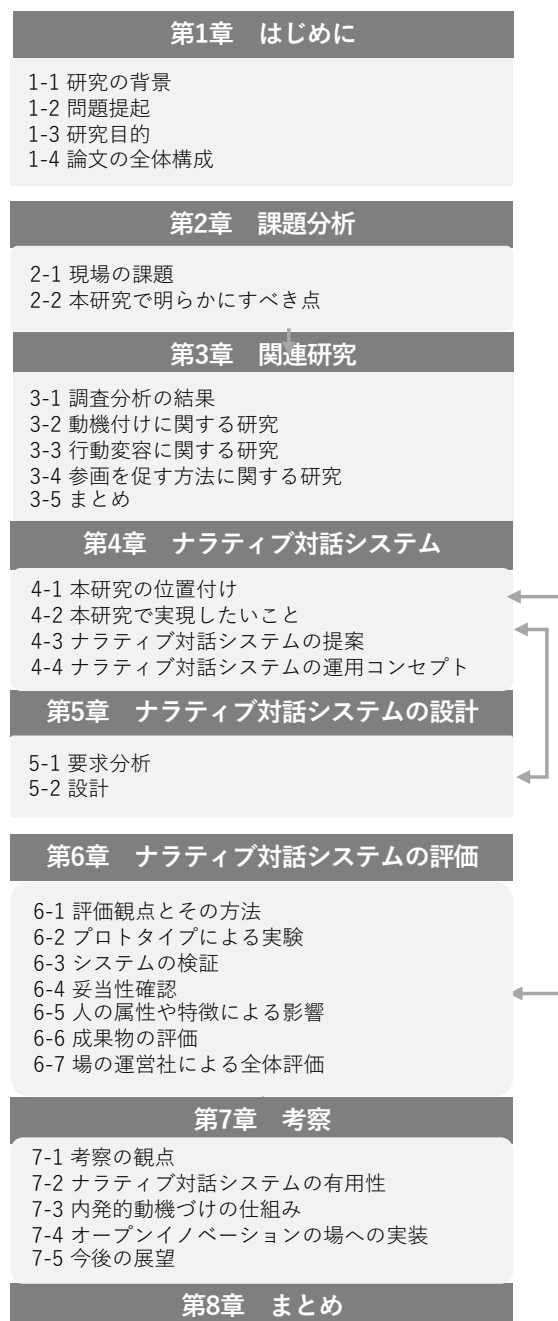 第1章　はじめに
1-1 研究の背景
1-2 問題提起
1-3 研究目的
1-4 論文の全体構成
第2章　課題分析
2-1 現場の課題
2-2 本研究で明らかにすべき点
第3章　関連研究
3-1 調査分析の結果
3-2 動機付けに関する研究
3-3 行動変容に関する研究
3-4 参画を促す方法に関する研究
3-5 まとめ
第4章　ナラティブ対話システム
4-1 本研究の位置付け
4-2 本研究で実現したいこと
4-3 ナラティブ対話システムの提案
4-4 ナラティブ対話システムの運用コンセプト
第5章　ナラティブ対話システムの設計
5-1 要求分析
5-2 設計
第6章　ナラティブ対話システムの評価
6-1 評価観点とその方法
6-2 プロトタイプによる実験
6-3 システムの検証
6-4 妥当性確認
6-5 人の属性や特徴による影響
6-6 成果物の評価
6-7 場の運営社による全体評価
第7章　考察
7-1 考察の観点
7-2 ナラティブ対話システムの有用性
7-3 内発的動機づけの仕組み
7-4 オープンイノベーションの場への実装
7-5 今後の展望
第8章　まとめ